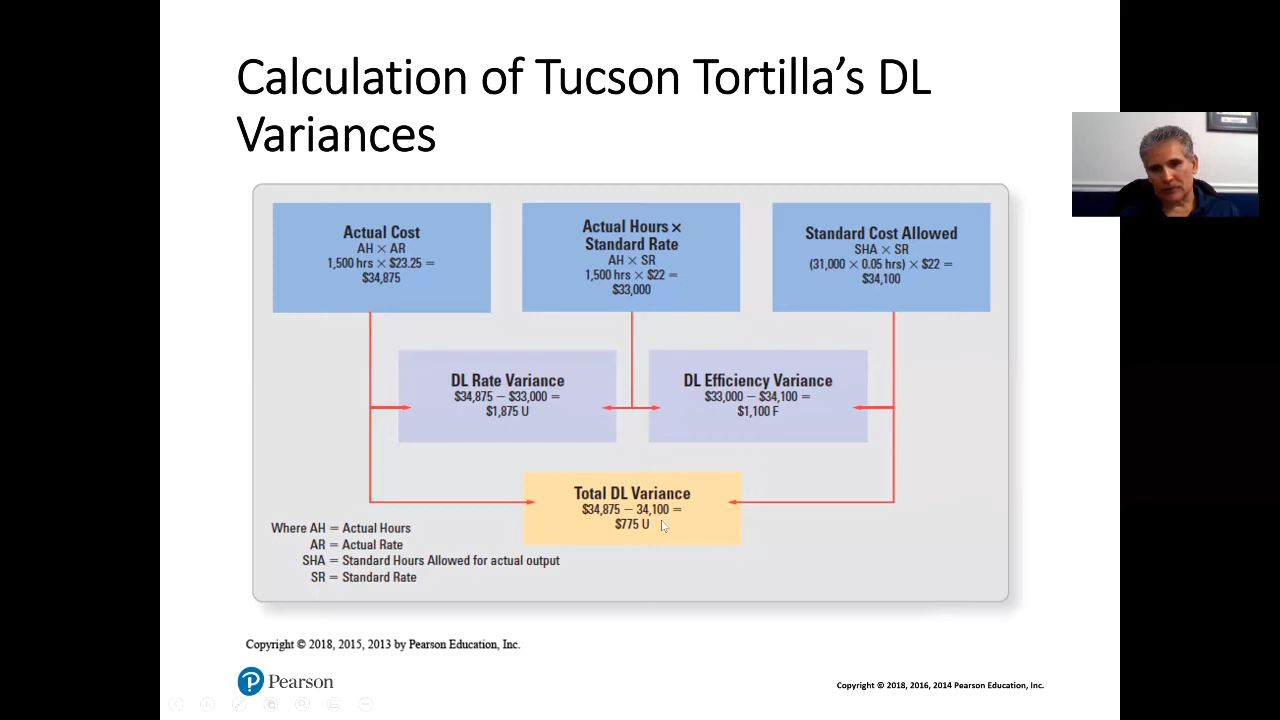 Calculation of Tucson Tortilla’s DL
Variances
Actual Cost
AH × AR
1,500 hrs × $23.25 =
$34,875
Actual Hours ×
Standard Rate
AH × SR
1,500 hrs × $22 =
$33,000
Standard Cost Allowed
SHA × SR
(31,000 × 0.05 hrs) × $22 =
$34,100
DL Rate Variance
$34,875 − $33,000 =
$1,875 U
DL Efficiency Variance
$33,000 − $34,100 =
$1,100 F
Total DL Variance
$34,875 − 34,100 =
$775 U
Where AH = Actual Hours
AR = Actual Rate
SHA = Standard Hours Allowed for actual output
SR = Standard Rate
Copyright © 2018, 2015, 2013 by Pearson Education, Inc.
Pearson
Copyright © 2018, 2016, 2014 Pearson Education, Inc.